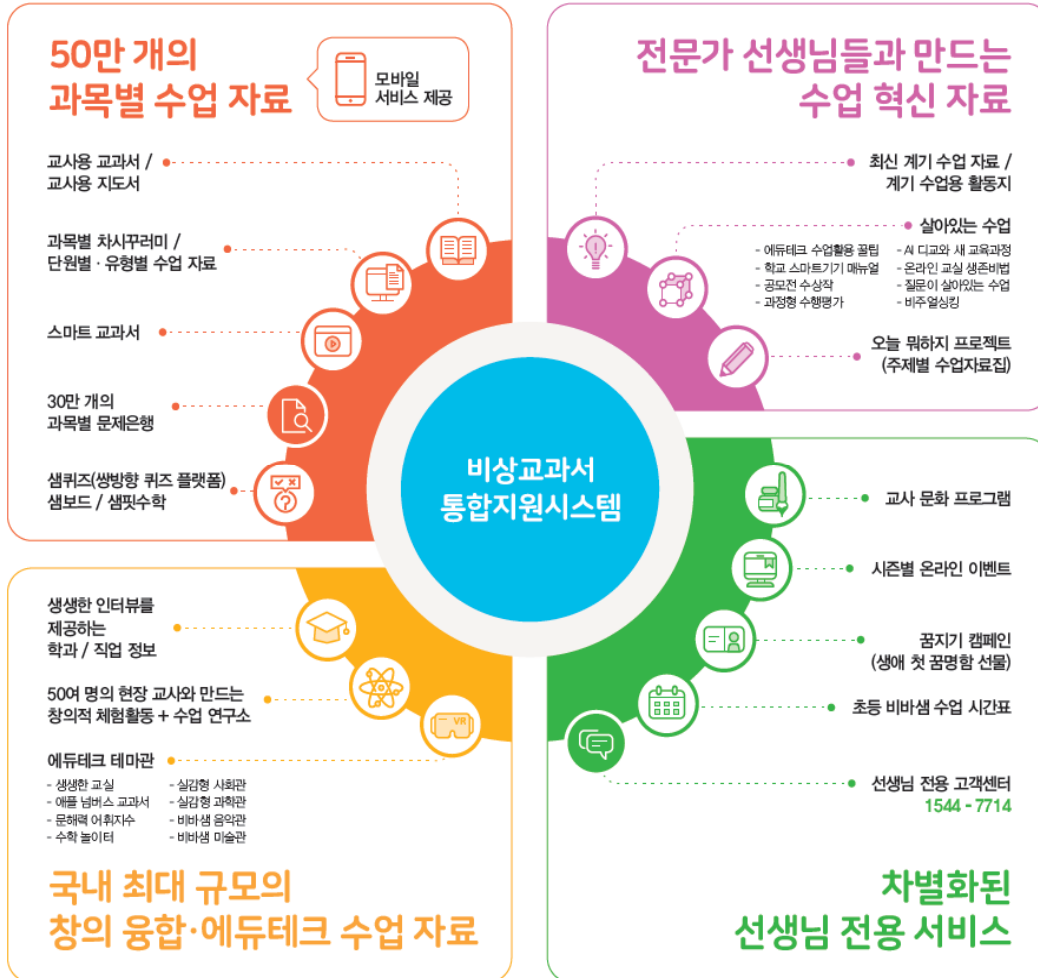 50만 개의
과목별 수업 자료
모바일
서비스 제공
교사용 교과서 /
교사용 지도서
과목별 차시꾸러미 /
단원별 · 유형별 수업 자료
스마트 교과서
30만 개의
과목별 문제은행
샘퀴즈(쌍방향 퀴즈 플랫폼)
샘보드 / 샘핏수학
전문가 선생님들과 만드는
수업 혁신 자료
최신 계기 수업 자료 /
계기 수업용 활동지
살아있는 수업
- 에듀테크 수업활용 꿀팁
- 학교 스마트기기 매뉴얼
- 공모전 수상작
- 과정형 수행평가
- AI 디교와 새 교육과정
- 온라인 교실 생존비법
- 질문이 살아있는 수업
- 비주얼싱킹
오늘 뭐하지 프로젝트
(주제별 수업자료집)
비상교과서
통합지원시스템
생생한 인터뷰를
제공하는
학과 / 직업 정보
50여 명의 현장 교사와 만드는
창의적 체험활동 + 수업 연구소
에듀테크 테마관
- 생생한 교실
- 애플 넘버스 교과서
- 문해력 어휘지수
- 수학 놀이터
- 실감형 사회관
- 실감형 과학관
- 비바샘 음악관
- 비바샘 미술관
VR
국내 최대 규모의
창의 융합·에듀테크 수업 자료
교사 문화 프로그램
시즌별 온라인 이벤트
꿈지기 캠페인
(생애 첫 꿈명함 선물)
초등 비바샘 수업 시간표
선생님 전용 고객센터
1544 - 7714
차별화된
선생님 전용 서비스